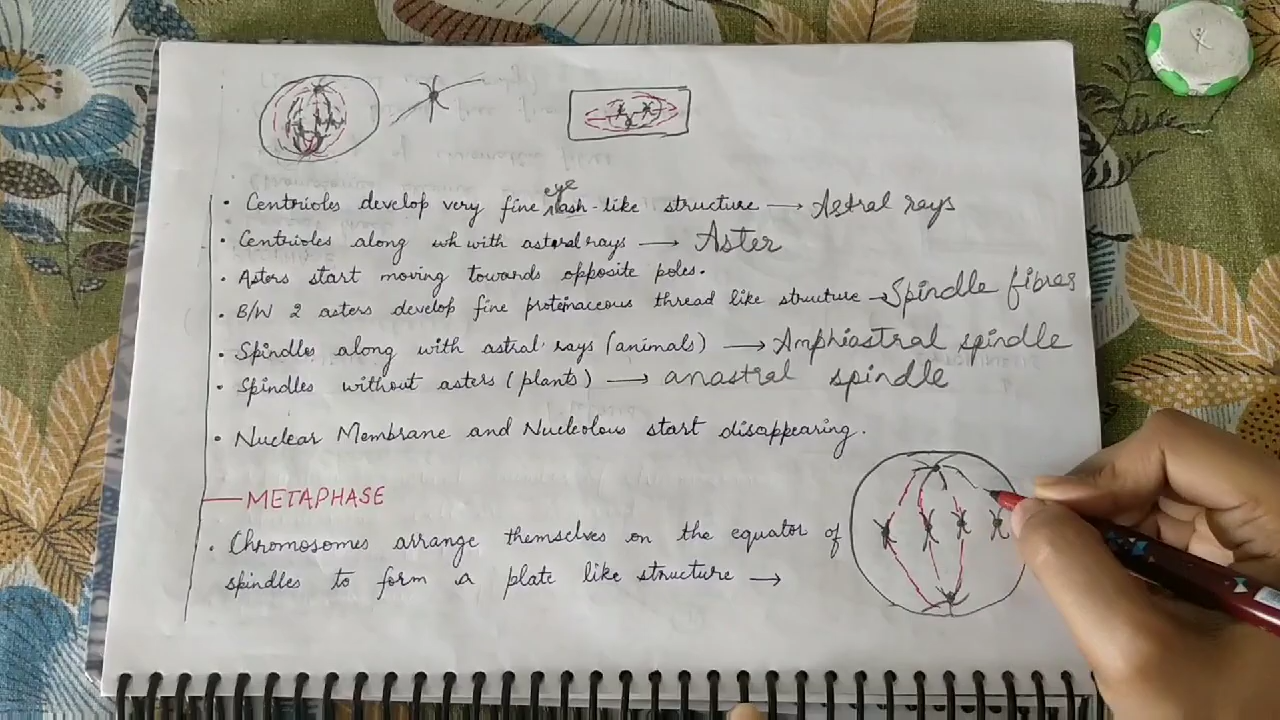 • Centrioles develop very fine eye lash-like structure → Astral rays
• Centrioles along wh with astral rays → Aster
• Asters start moving towards opposite poles.
• B/W 2 asters develop fine proteinaceous thread like structure → Spindle fibres
• Spindles along with astral rays (animals) → Amphiastral spindle
• Spindles without asters (plants) → anastral spindle
• Nuclear Membrane and Nucleolous start disappearing.
METAPHASE
• Chromosomes arrange themselves on the equator of
spindles to form a plate like structure →